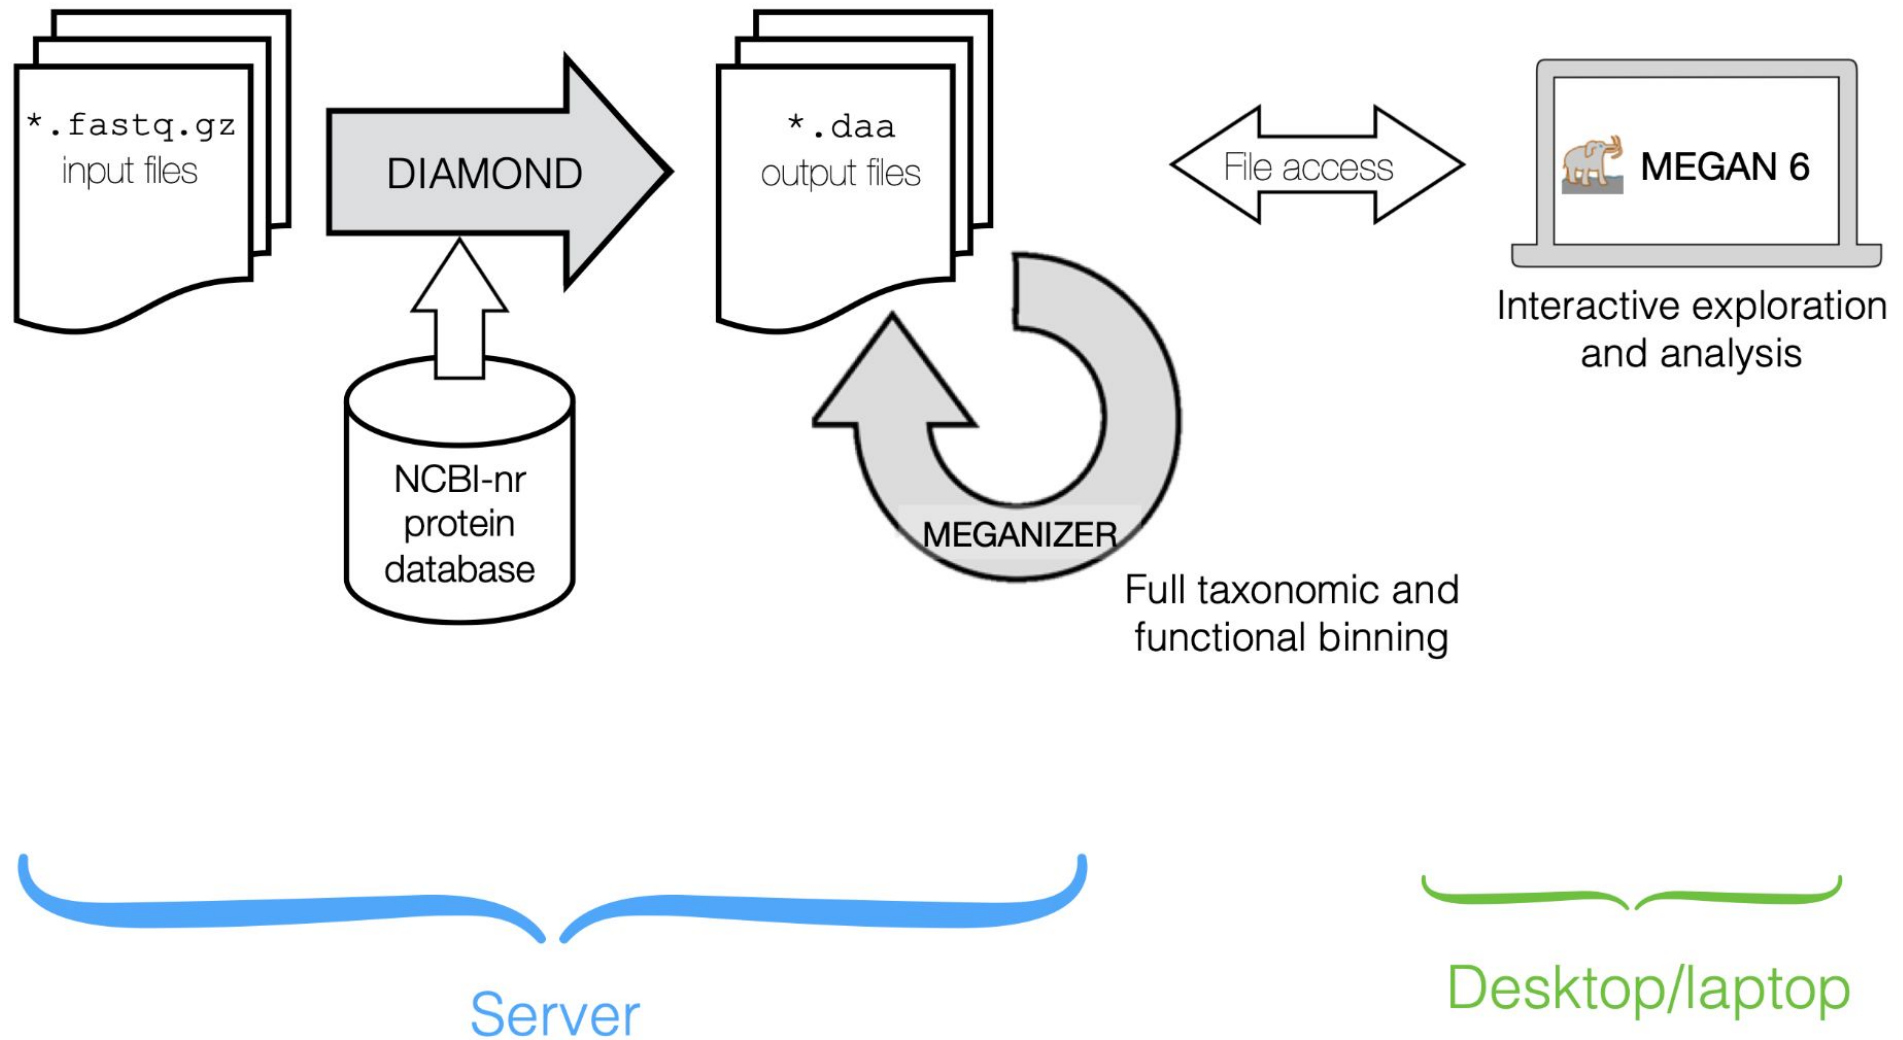 *.fastq.gz
input files
DIAMOND
NCBI-nr
protein
database
*.daa
output files
MEGANIZER
Full taxonomic and
functional binning
File access
MEGAN 6
Interactive exploration
and analysis
Server
Desktop/laptop